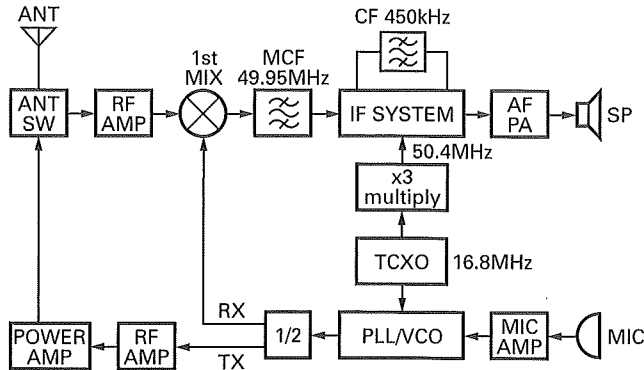 ANT
CF 450kHz
1st
MIX
MCF
49.95MHz
ANT
SW
RF
AMP
IF SYSTEM
AF
PA
SP
50.4MHz
x3
multiply
TCXO
16.8MHz
RX
TX
POWER
AMP
RF
AMP
1/2
PLL/VCO
MIC
AMP
MIC